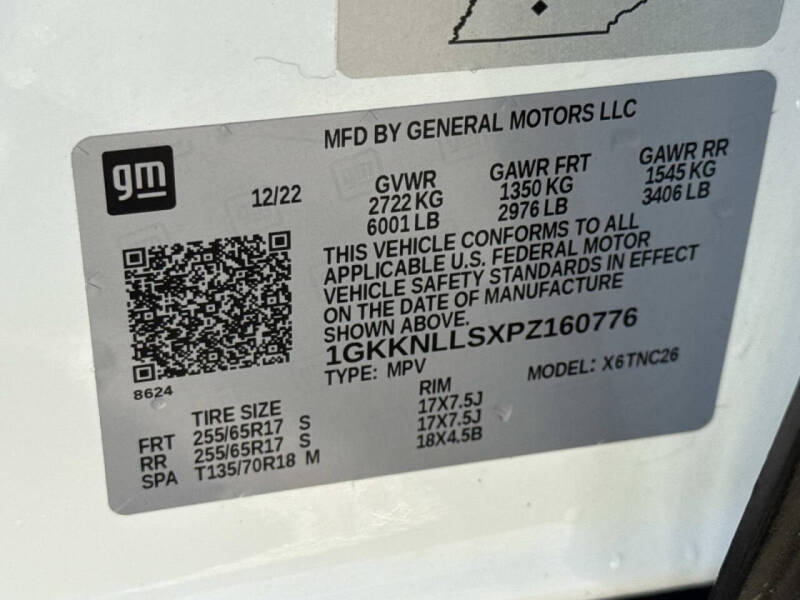 MFD BY GENERAL MOTORS LLC
gm
12/22
GVWR GAWR FRT GAWR RR
2722 KG 1350 KG 1545 KG
6001 LB 2976 LB 3406 LB
THIS VEHICLE CONFORMS TO ALL
APPLICABLE U.S. FEDERAL MOTOR
VEHICLE SAFETY STANDARDS IN EFFECT
ON THE DATE OF MANUFACTURE
SHOWN ABOVE.
1GKKNLLSXPZ160776
TYPE: MPV MODEL: X6TNC26
8624
TIRE SIZE RIM
FRT 255/65R17 S 17X7.5J
RR 255/65R17 S 17X7.5J
SPA T135/70R18 M 18X4.5B